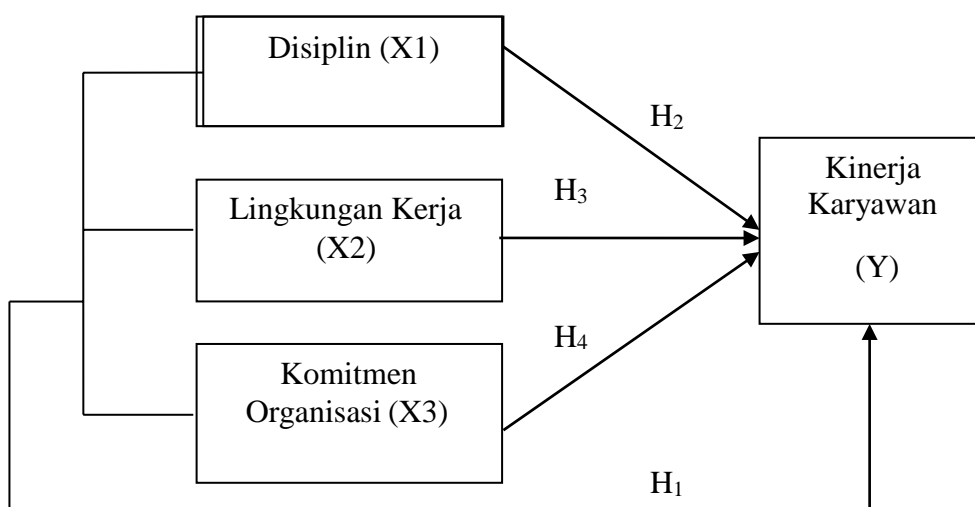 Disiplin (X1)
H2
Lingkungan Kerja
(X2)
H3
Kinerja
Karyawan
(Y)
Komitmen
Organisasi (X3)
H4
H1